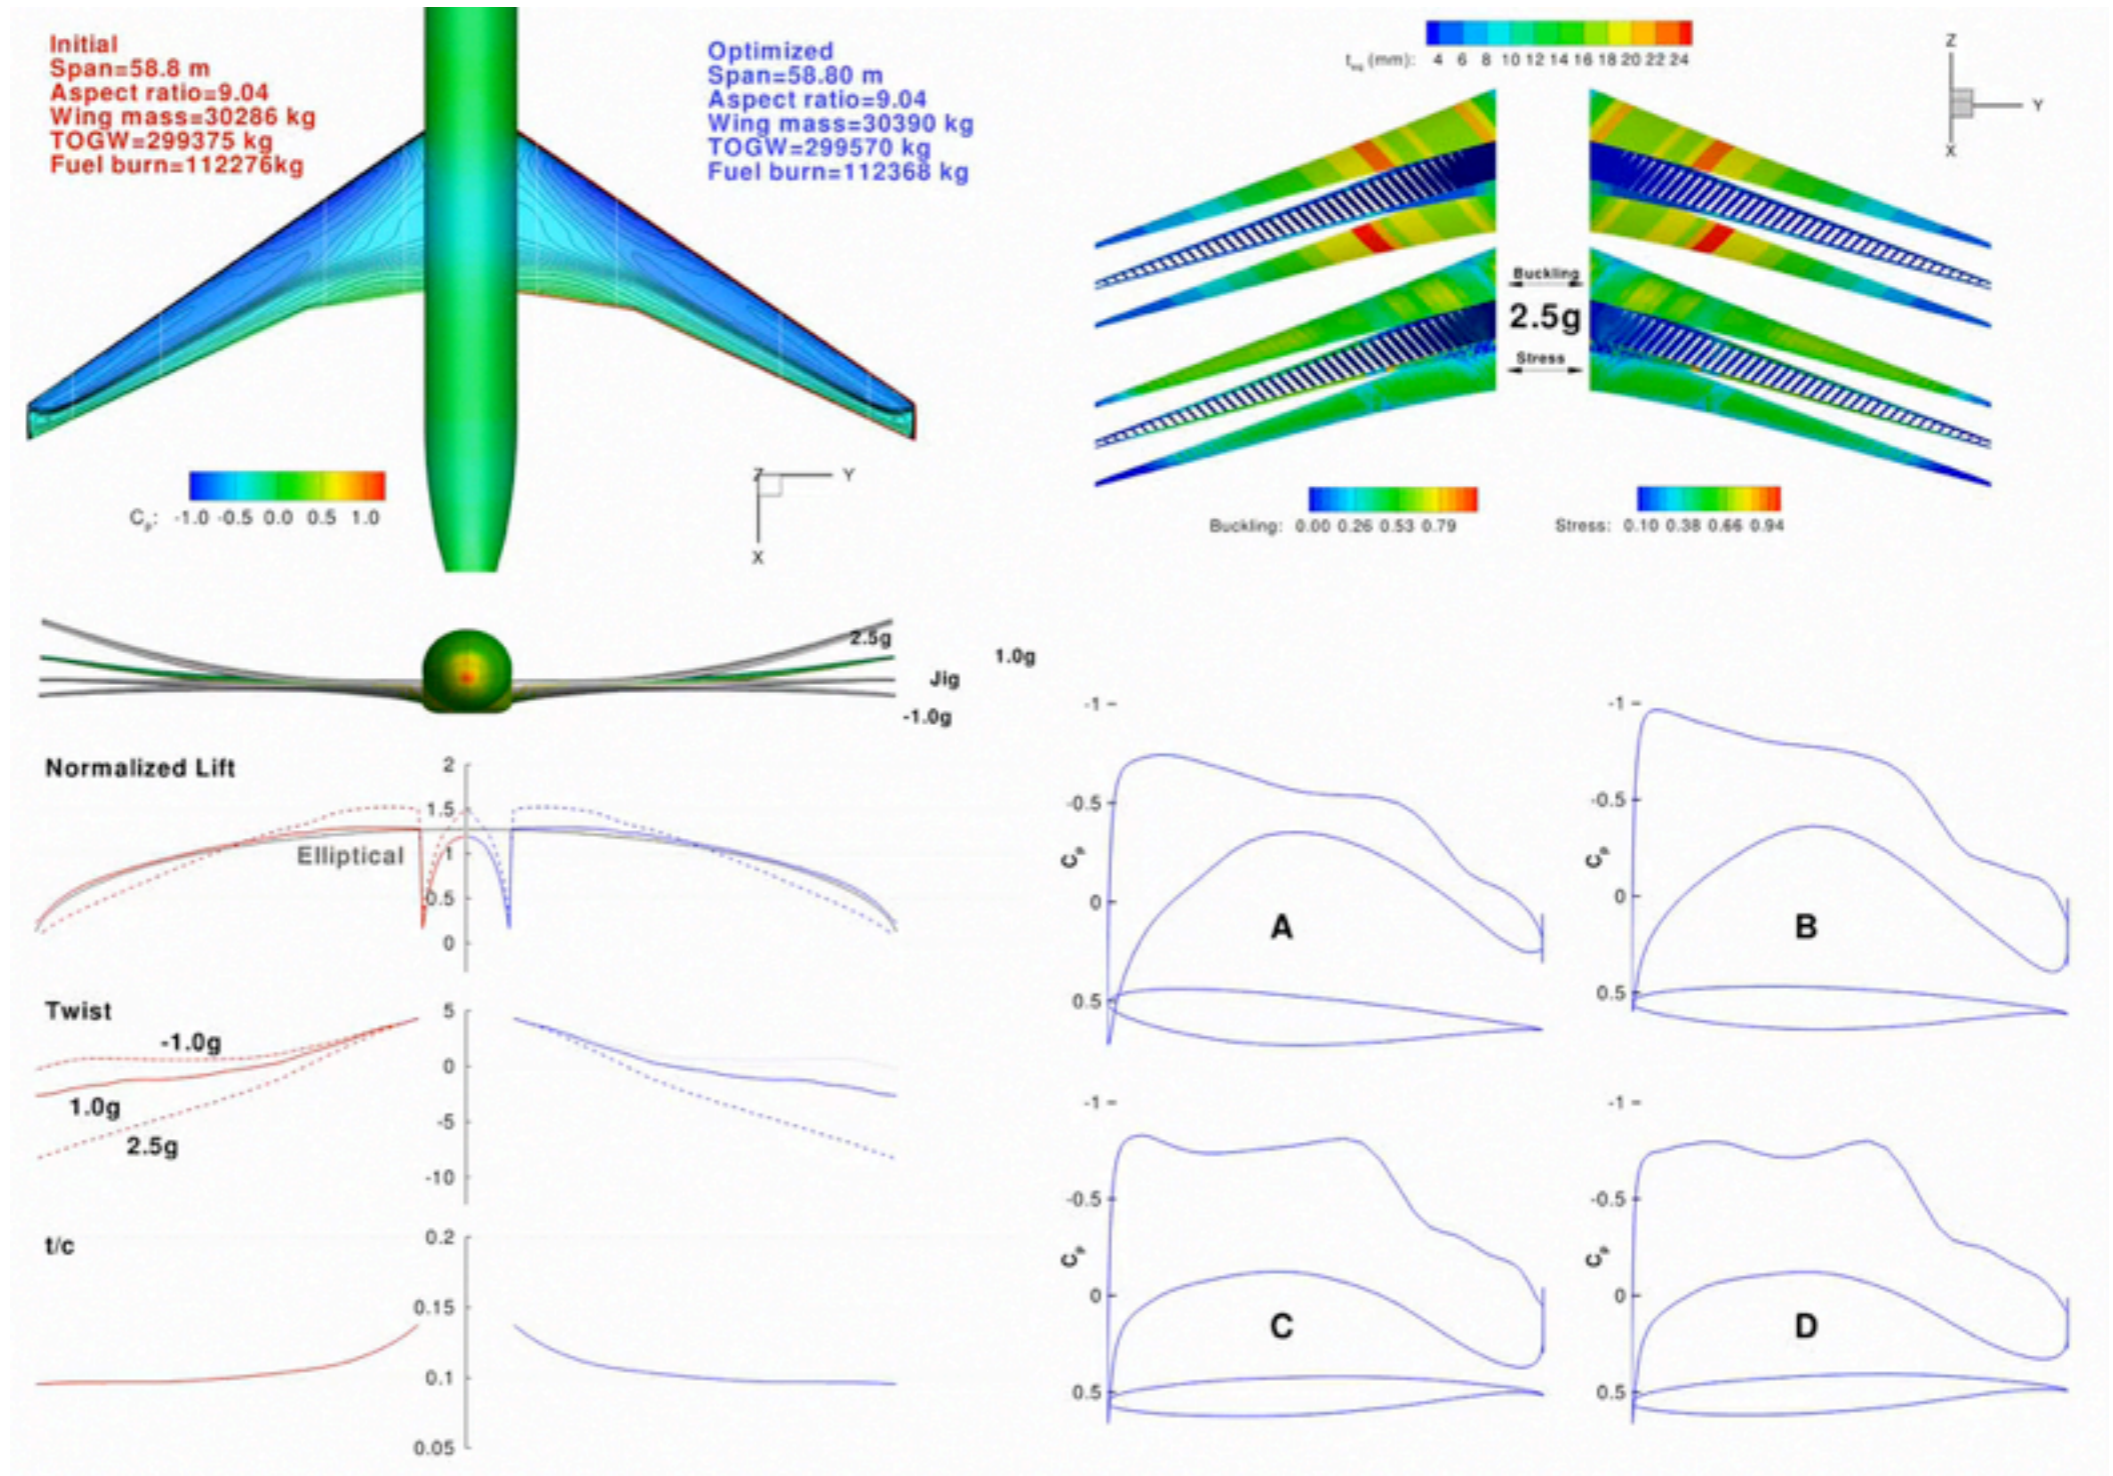 Initial
Span=58.8 m
Aspect ratio=9.04
Wing mass=30286 kg
TOGW=299375 kg
Fuel burn=112276kg
Optimized
Span=58.80 m
Aspect ratio=9.04
Wing mass=30390 kg
TOGW=299570 kg
Fuel burn=112368 kg
Cp: -1.0 -0.5 0.0 0.5 1.0
Z Y
X
teq (mm): 4 6 8 10 12 14 16 18 20 22 24
Z
Y
X
Buckling
2.5g
Stress
Buckling: 0.00 0.26 0.53 0.79
Stress: 0.10 0.38 0.66 0.94
2.5g
1.0g
Jig
-1.0g
Normalized Lift
2
1.5
Elliptical
1
0.5
0
Twist
5
-1.0g
0
1.0g
-5
2.5g
-10
t/c
0.2
0.15
0.1
0.05
-1
-0.5
Cp
0
A
0.5
-1
-0.5
Cp
0
B
0.5
-1
-0.5
Cp
0
C
0.5
-1
-0.5
Cp
0
D
0.5